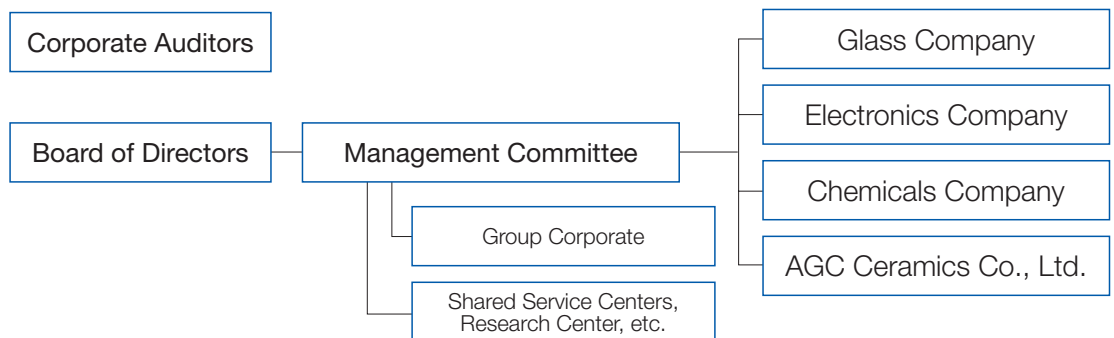 Corporate Auditors
Board of Directors
Management Committee
Group Corporate
Shared Service Centers,
Research Center, etc.
Glass Company
Electronics Company
Chemicals Company
AGC Ceramics Co., Ltd.